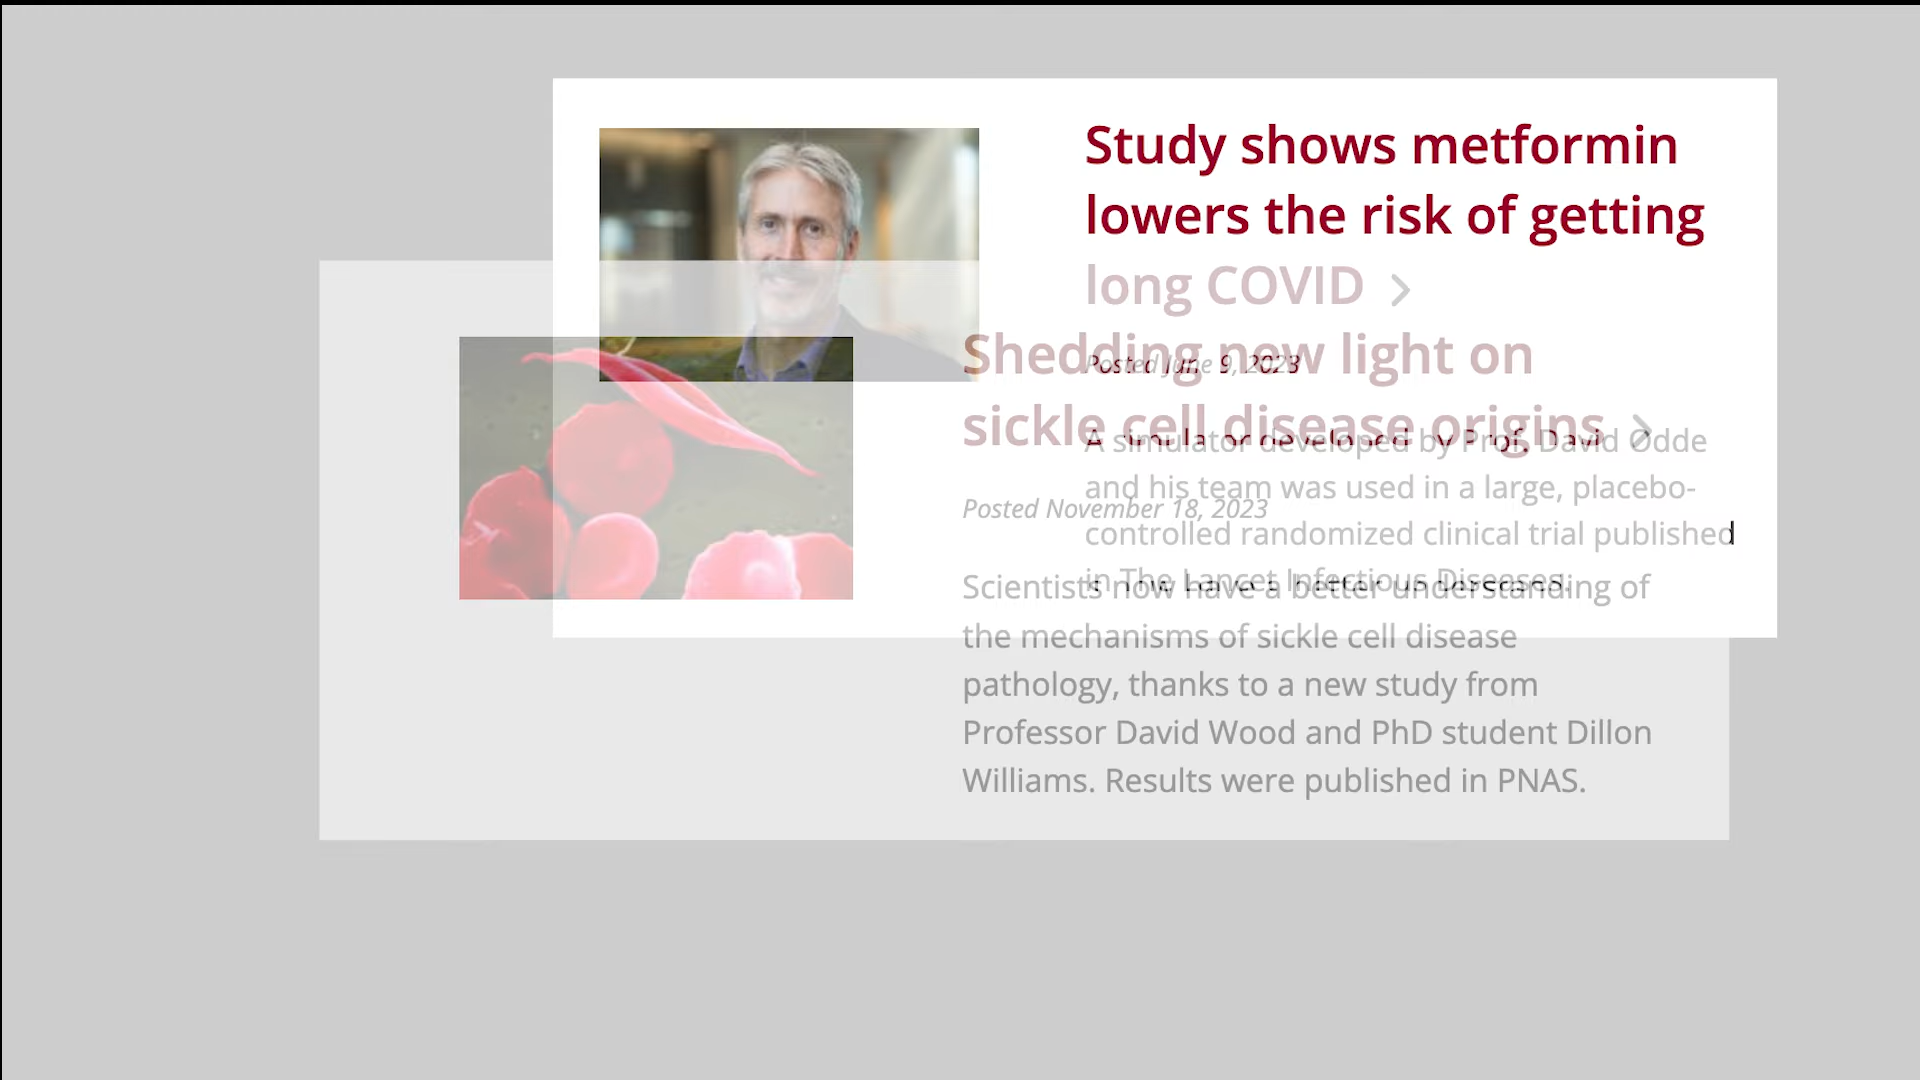 Study shows metformin
lowers the risk of getting
long COVID
Posted June 9, 2023
A simulator developed by Prof. David Odde
and his team was used in a large, placebo-
controlled randomized clinical trial published
in The Lancet Infectious Diseases.
Shedding new light on
sickle cell disease origins
Posted November 18, 2023
Scientists now have a better understanding of
the mechanisms of sickle cell disease
pathology, thanks to a new study from
Professor David Wood and PhD student Dillon
Williams. Results were published in PNAS.